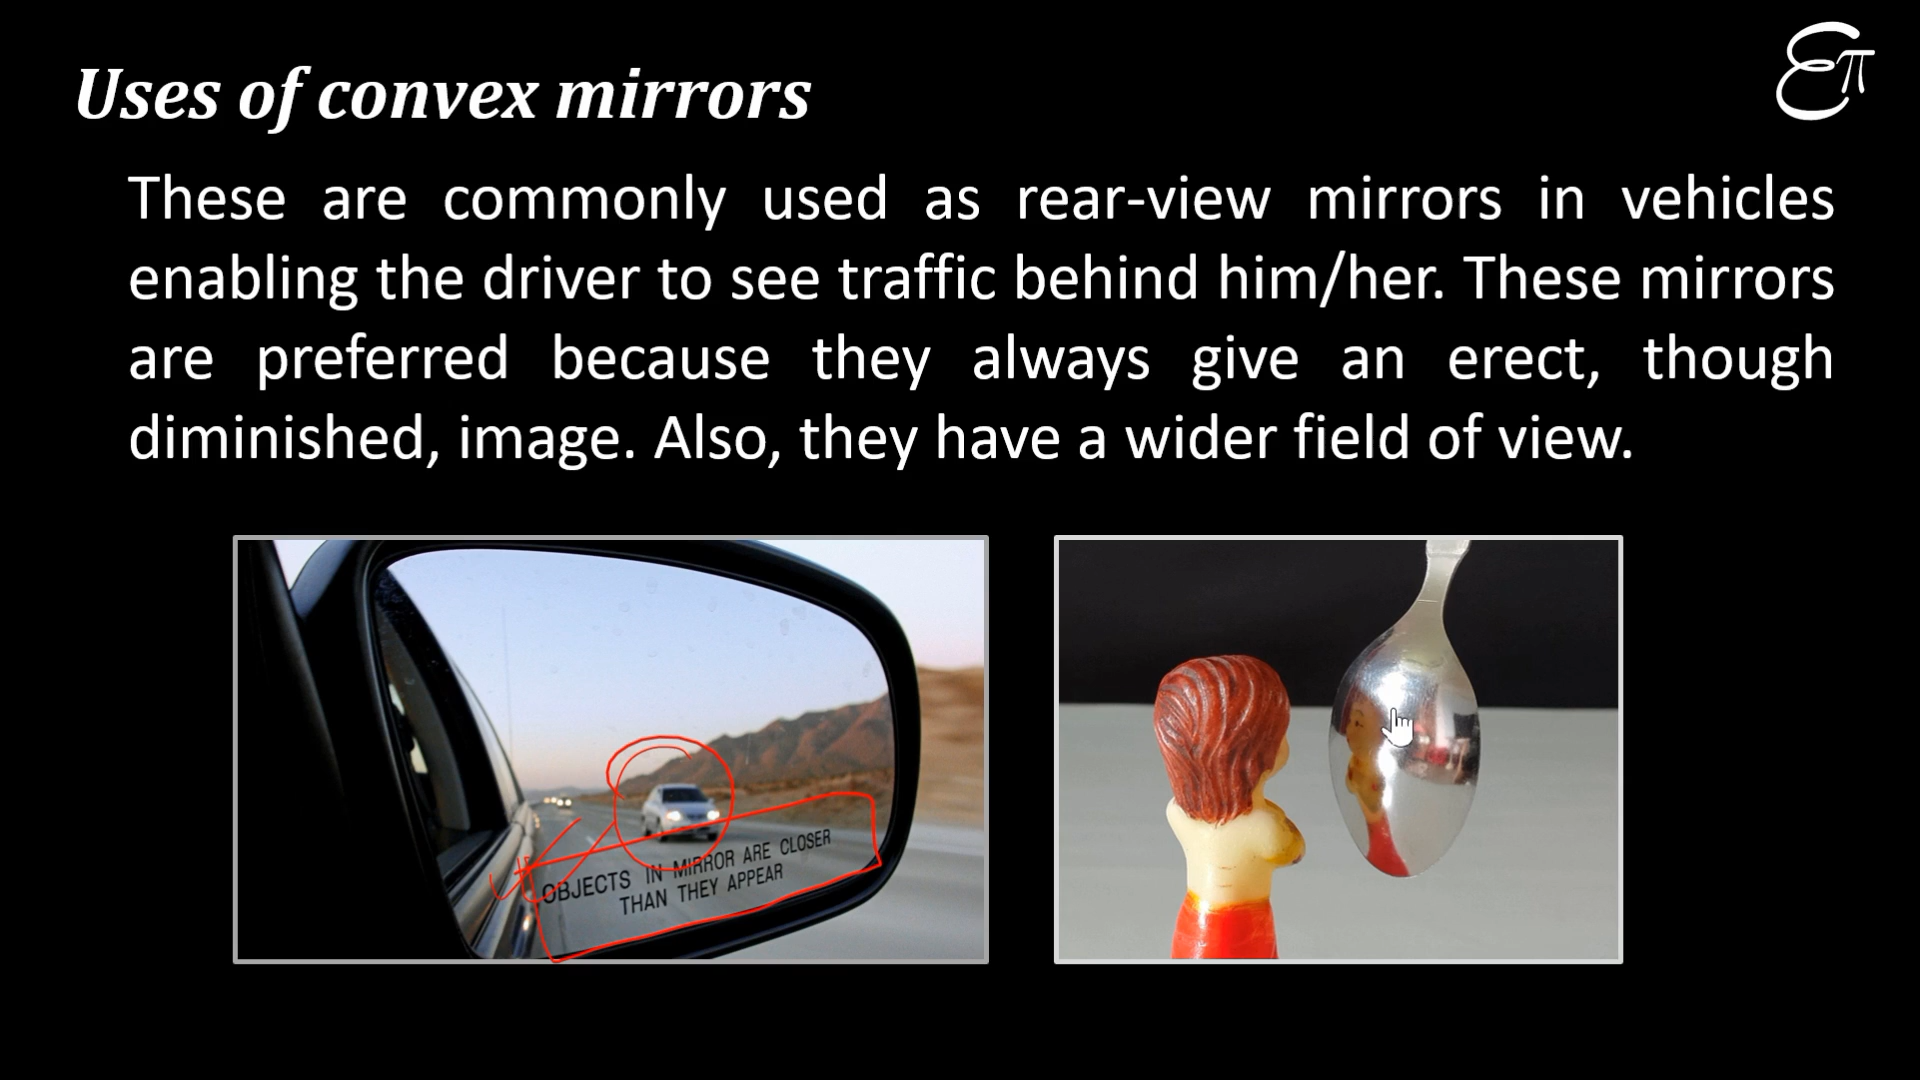 Uses of convex mirrors
Eπ
These are commonly used as rear-view mirrors in vehicles
enabling the driver to see traffic behind him/her. These mirrors
are preferred because they always give an erect, though
diminished, image. Also, they have a wider field of view.
OBJECTS IN MIRROR ARE CLOSER
THAN THEY APPEAR